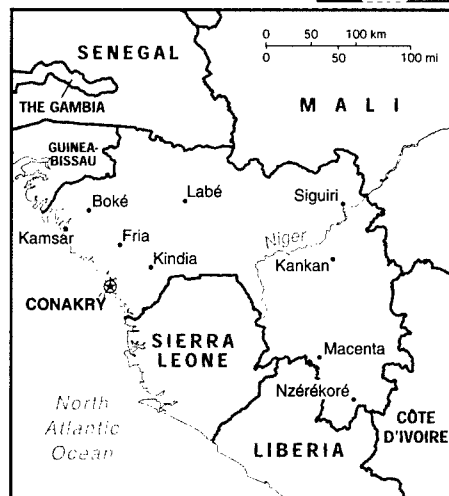 SENEGAL
0 50 100 km
0 50 100 mi
THE GAMBIA
MALI
GUINEA-
BISSAU
Labé
Boké
Siguiri
Kamsar
Fria
Niger
Kindia
Kankan
CONAKRY
SIERRA
LEONE
Macenta
Nzérékoré
North
Atlantic
Ocean
CÔTE
D'IVOIRE
LIBERIA